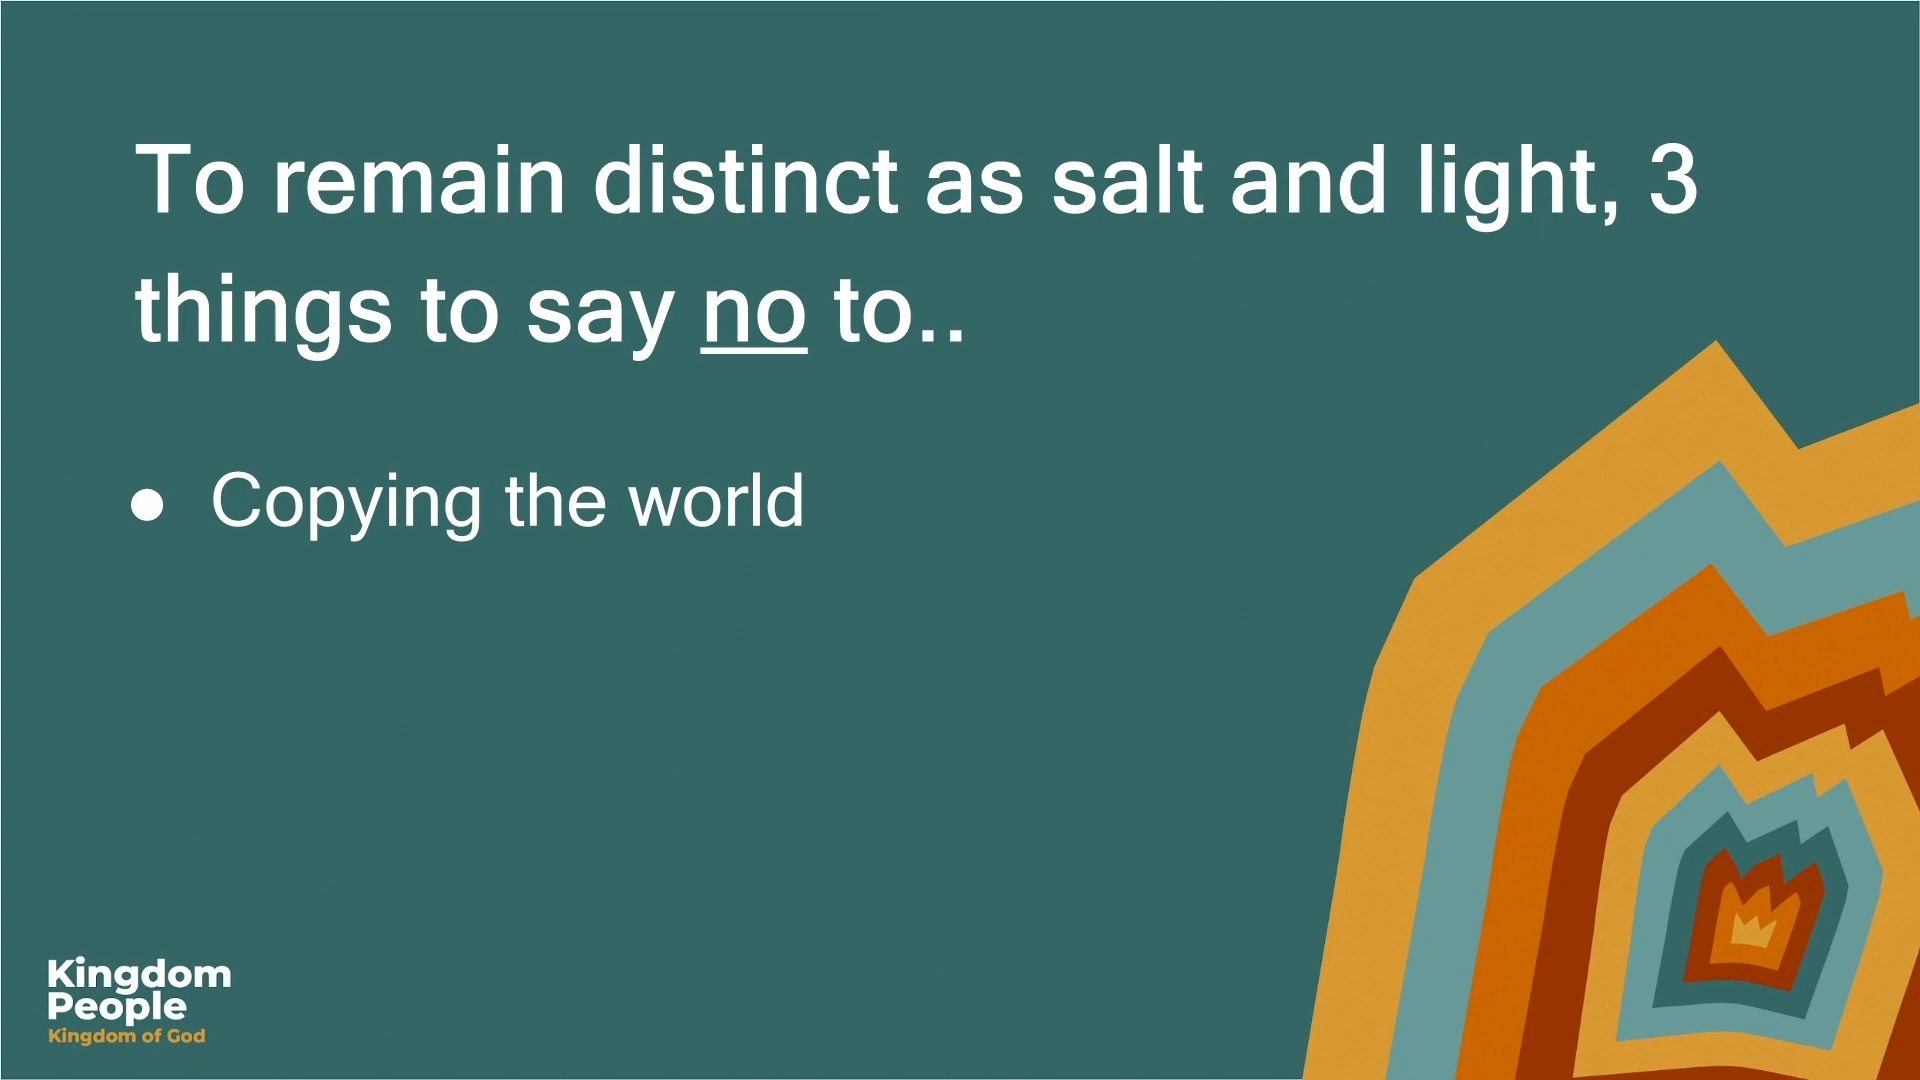 To remain distinct as salt and light, 3
things to say no to..
● Copying the world
Kingdom
People
Kingdom of God